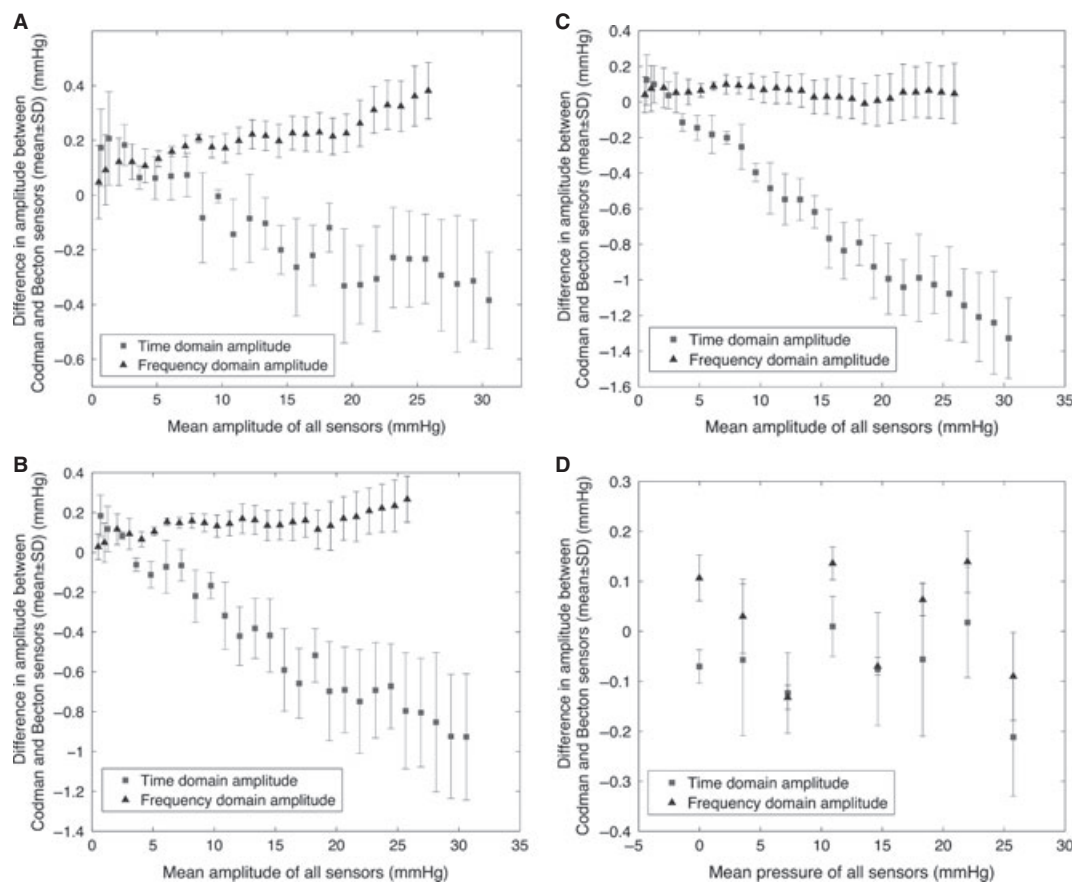 A
Difference in amplitude between
Codman and Becton sensors (mean±SD) (mmHg)
0.4
0.2
0
−0.2
−0.4
−0.6
Time domain amplitude
Frequency domain amplitude
0 5 10 15 20 25 30
Mean amplitude of all sensors (mmHg)
B
Difference in amplitude between
Codman and Becton sensors (mean±SD) (mmHg)
0.4
0.2
0
−0.2
−0.4
−0.6
−0.8
−1
−1.2
−1.4
Time domain amplitude
Frequency domain amplitude
0 5 10 15 20 25 30 35
Mean amplitude of all sensors (mmHg)
C
Difference in amplitude between
Codman and Becton sensors (mean±SD) (mmHg)
0.4
0.2
0
−0.2
−0.4
−0.6
−0.8
−1
−1.2
−1.4
−1.6
Time domain amplitude
Frequency domain amplitude
0 5 10 15 20 25 30 35
Mean amplitude of all sensors (mmHg)
D
Difference in amplitude between
Codman and Becton sensors (mean±SD) (mmHg)
0.3
0.2
0.1
0
−0.1
−0.2
−0.3
−0.4
Time domain amplitude
Frequency domain amplitude
−5 0 5 10 15 20 25 30
Mean pressure of all sensors (mmHg)